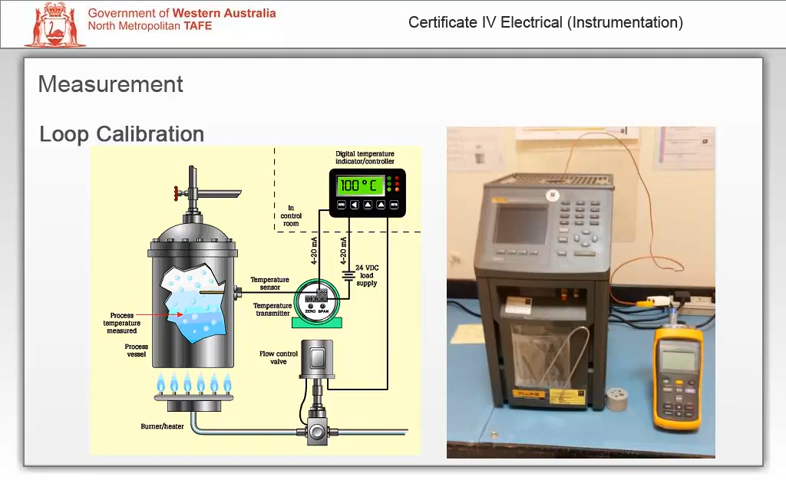 Government of Western Australia
North Metropolitan TAFE
Certificate IV Electrical (Instrumentation)
Measurement
Loop Calibration
Digital temperature
indicator/controller
100°C
In
control
room
4-20 mA
4-20 mA
24 VDC
load
supply
Temperature
sensor
Temperature
transmitter
ZERO SPAN
Process
temperature
measured
Process
vessel
Flow control
valve
Burner/heater
FLUKE